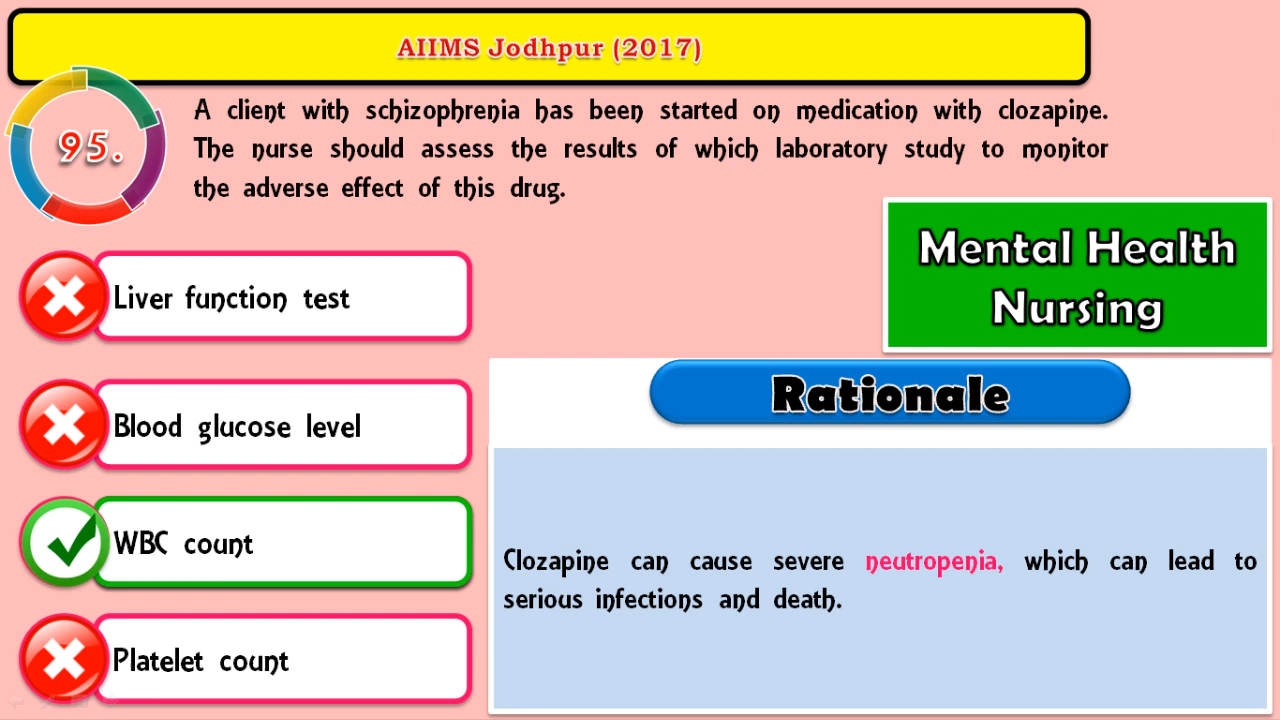 AIIMS Jodhpur (2017)
95.
A client with schizophrenia has been started on medication with clozapine.
The nurse should assess the results of which laboratory study to monitor
the adverse effect of this drug.
Mental Health
Nursing
Liver function test
Blood glucose level
WBC count
Platelet count
Rationale
Clozapine can cause severe neutropenia, which can lead to
serious infections and death.